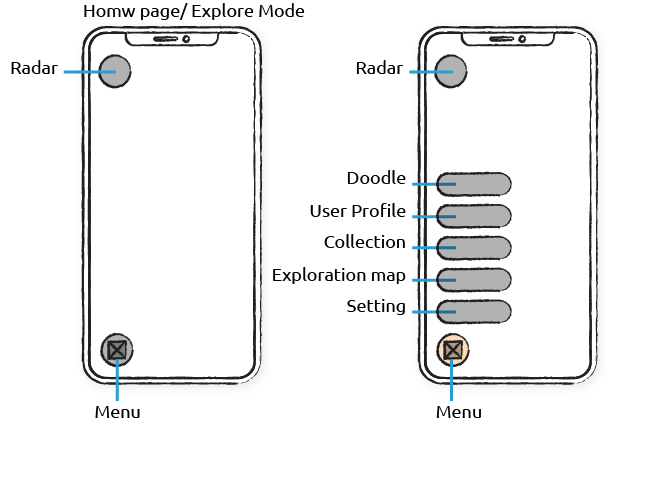 Homw page/ Explore Mode
Radar
Menu
Radar
Doodle
User Profile
Collection
Exploration map
Setting
Menu